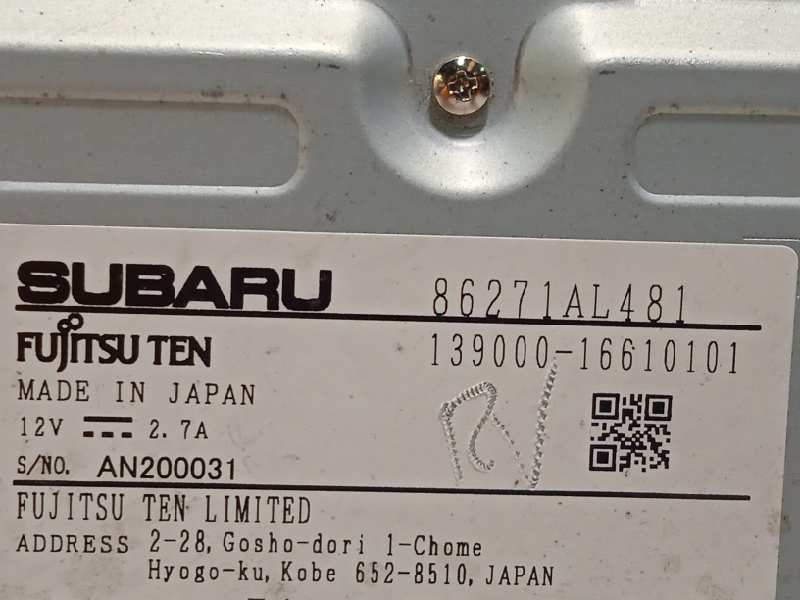 SUBARU 86271AL481
FUJITSU TEN 139000-16610101
MADE IN JAPAN
12V 2.7A
S/NO. AN200031
FUJITSU TEN LIMITED
ADDRESS 2-28, Gosho-dori 1-Chome
Hyogo-ku, Kobe 652-8510, JAPAN